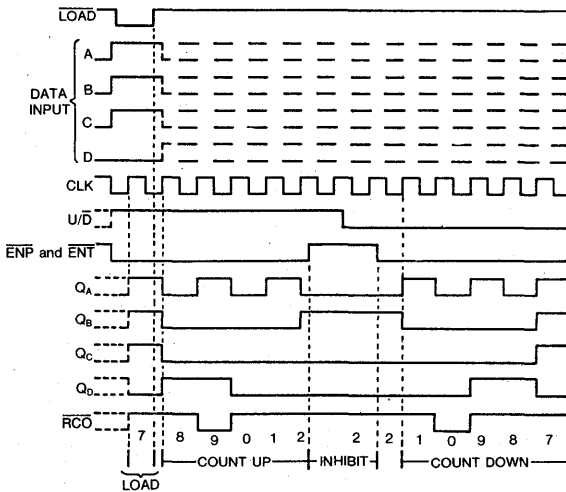 LOAD
A
B
DATA INPUT
C
D
CLK
U/D̅
ENP and ENT
QA
QB
QC
QD
RCO
7 8 9 0 1 2 2 2 1 0 9 8 7
COUNT UP INHIBIT COUNT DOWN
LOAD